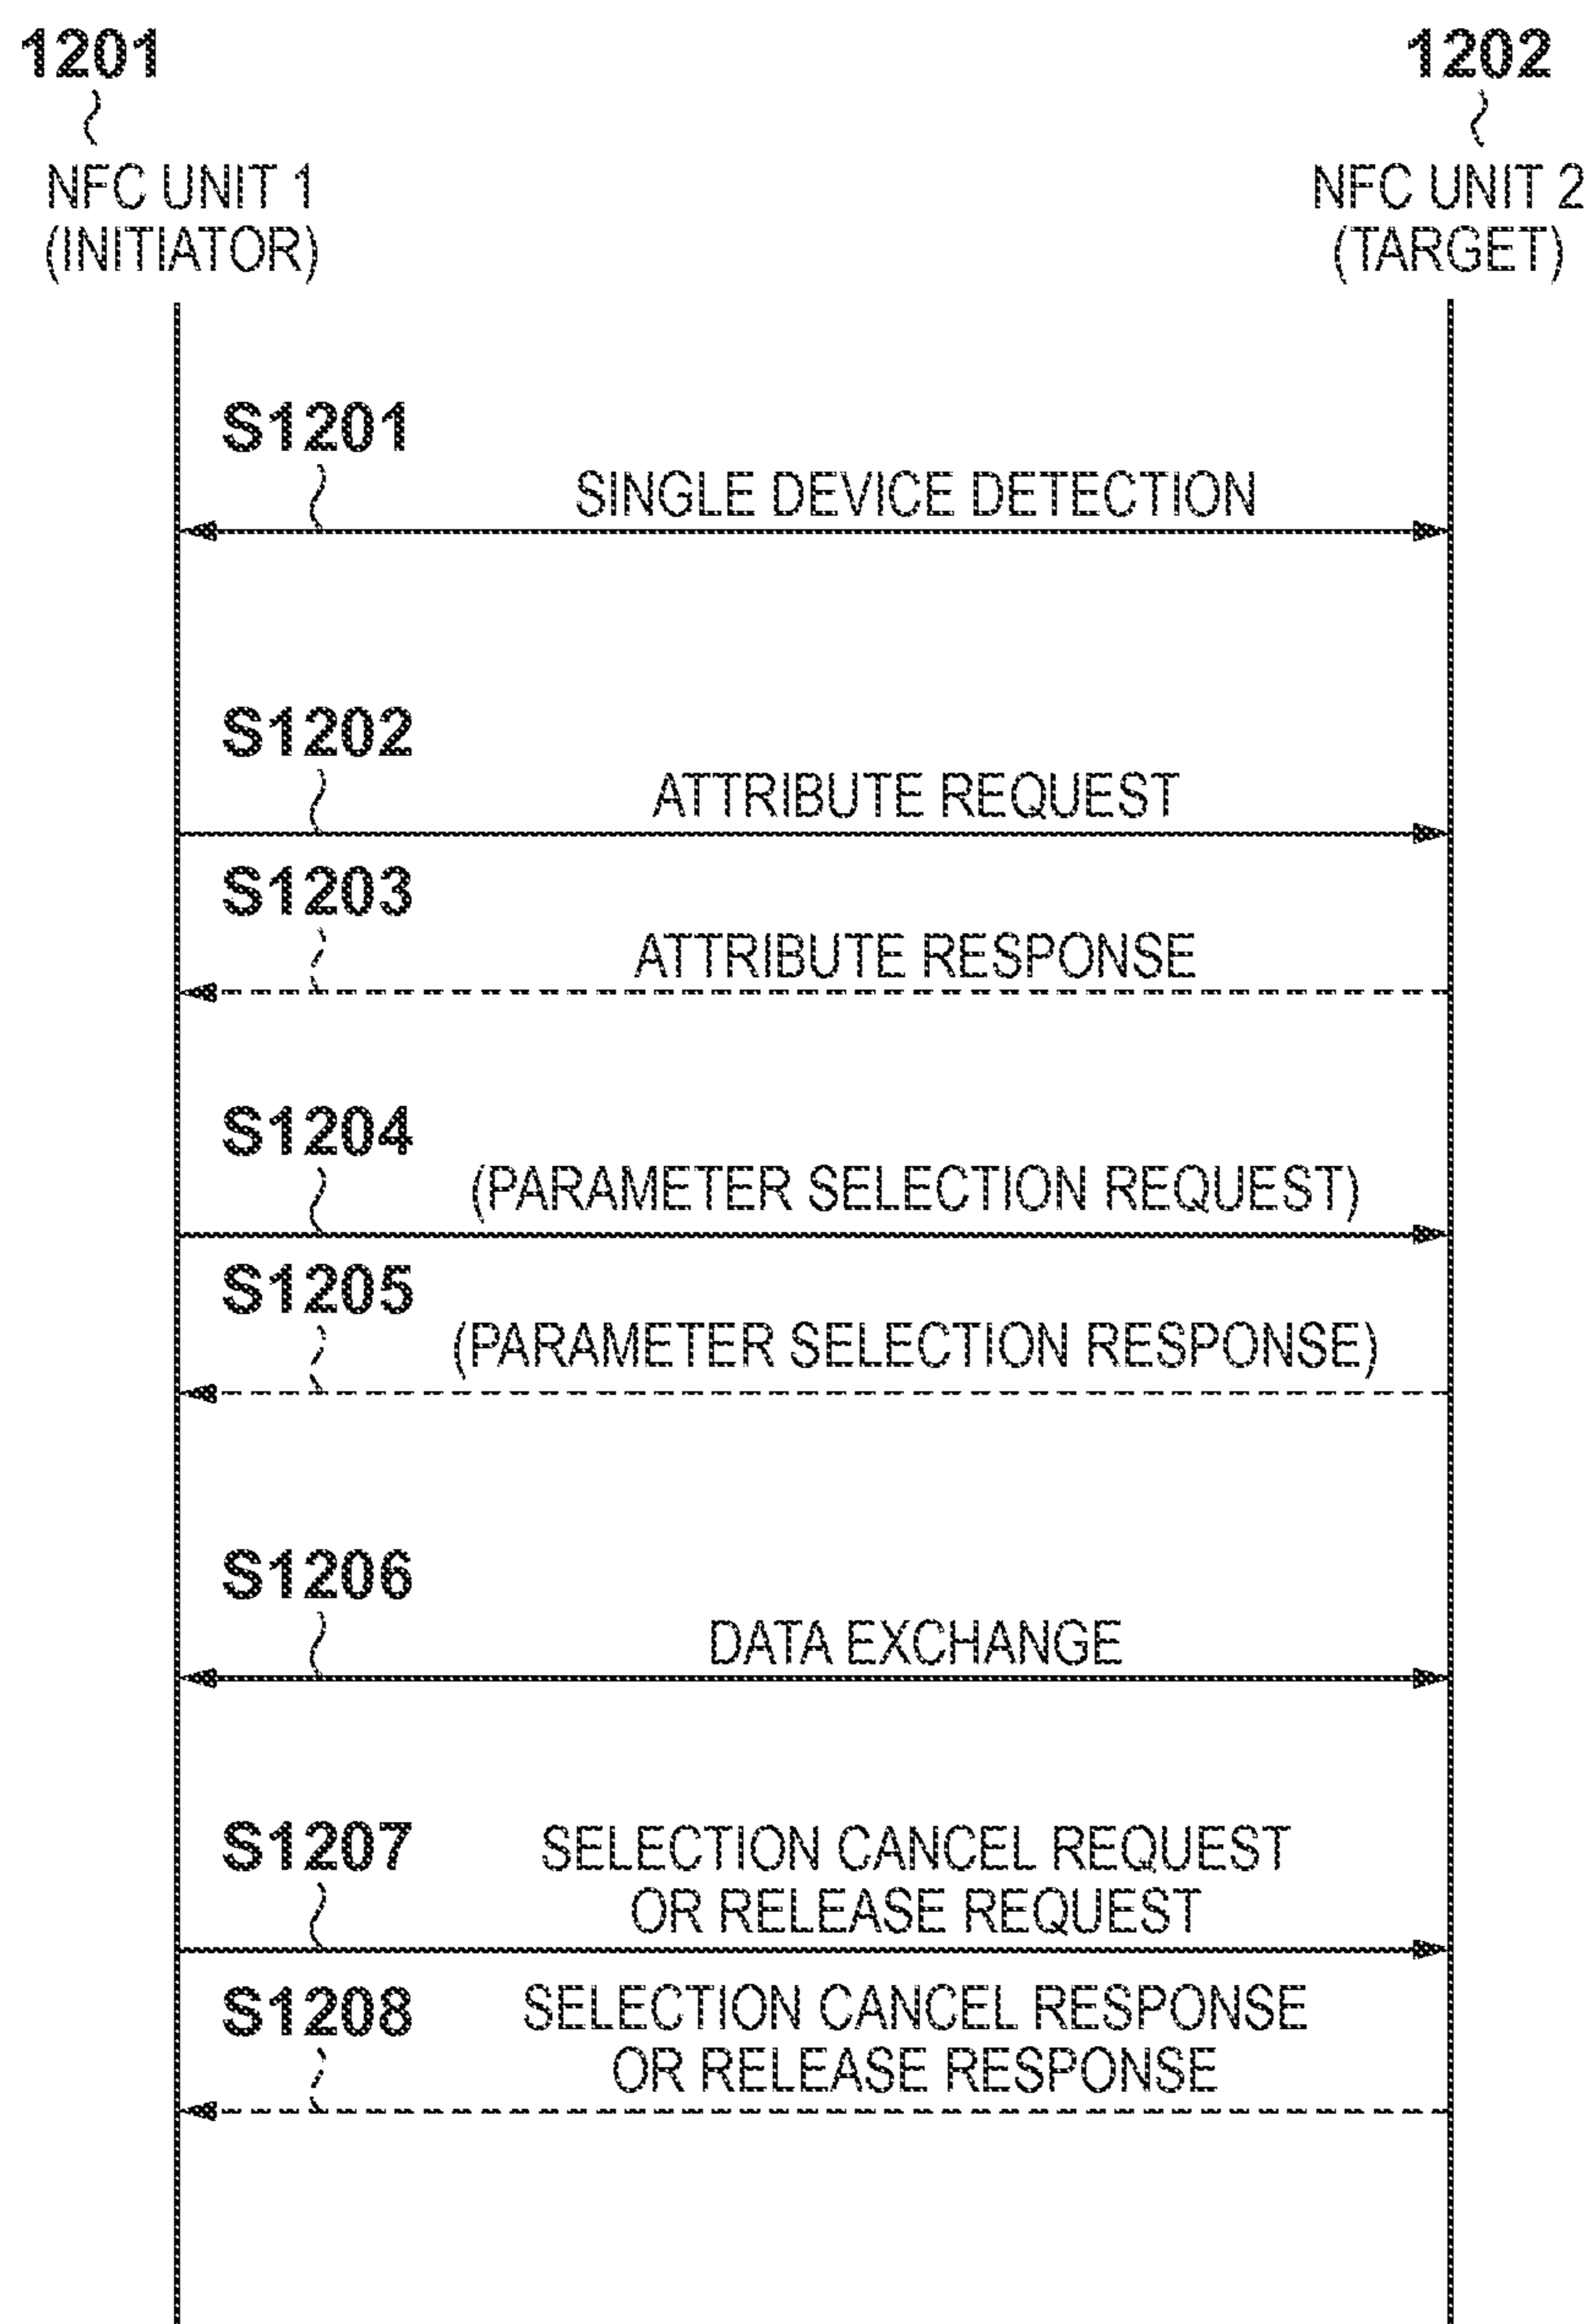 1201
1202
NFC UNIT 1
(INITIATOR)
NFC UNIT 2
(TARGET)
S1201
SINGLE DEVICE DETECTION
S1202
ATTRIBUTE REQUEST
S1203
ATTRIBUTE RESPONSE
S1204
(PARAMETER SELECTION REQUEST)
S1205
(PARAMETER SELECTION RESPONSE)
S1206
DATA EXCHANGE
S1207
SELECTION CANCEL REQUEST
OR RELEASE REQUEST
S1208
SELECTION CANCEL RESPONSE
OR RELEASE RESPONSE